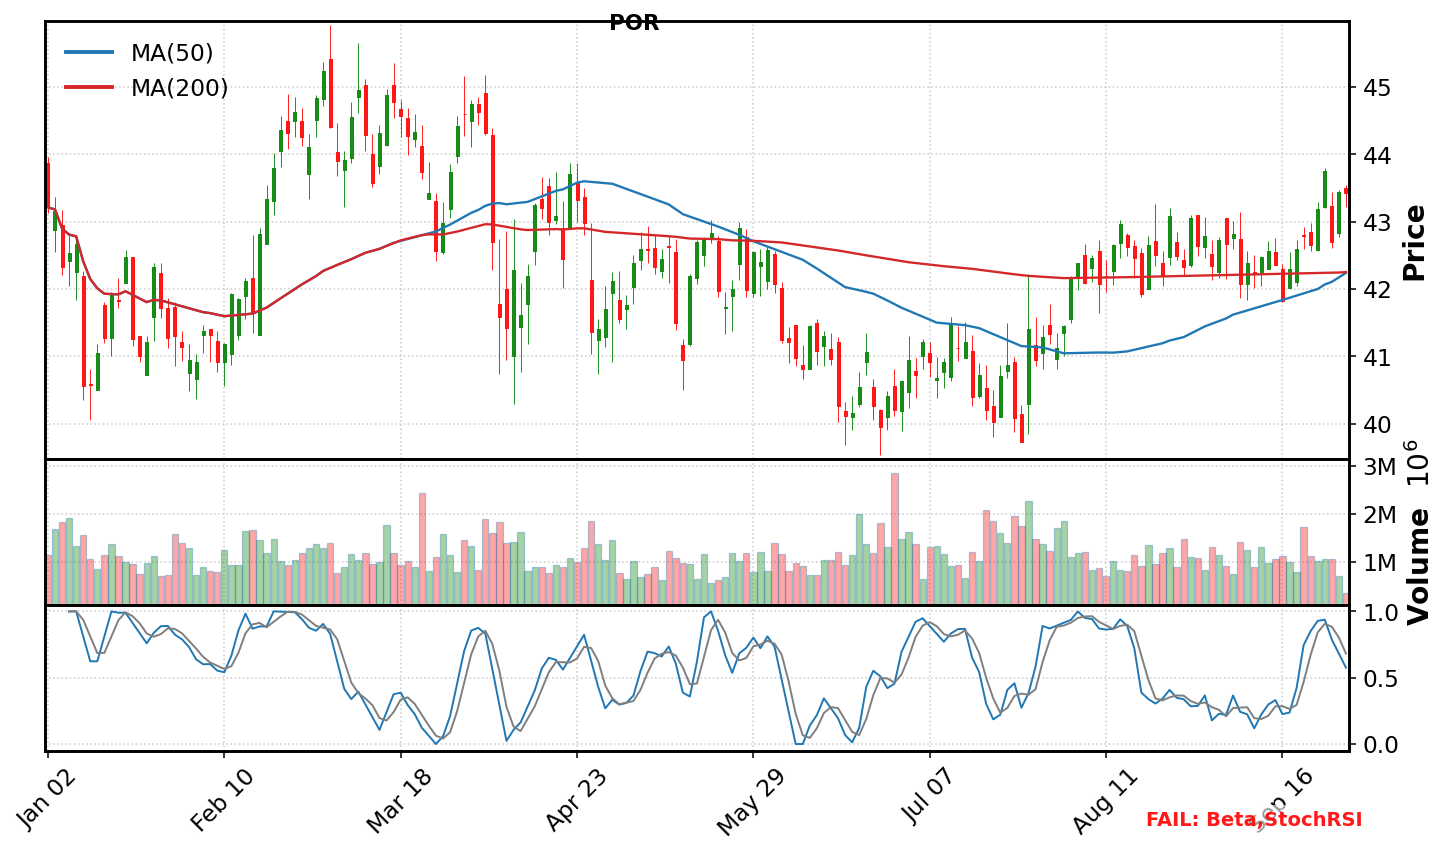 POR
MA(50)
MA(200)
45
44
43
42
41
40
Price
3M
2M
1M
Volume 10^6
1.0
0.5
0.0
Jan 02
Feb 10
Mar 18
Apr 23
May 29
Jul 07
Aug 11
Sep 16
FAIL: Beta,StochRSI